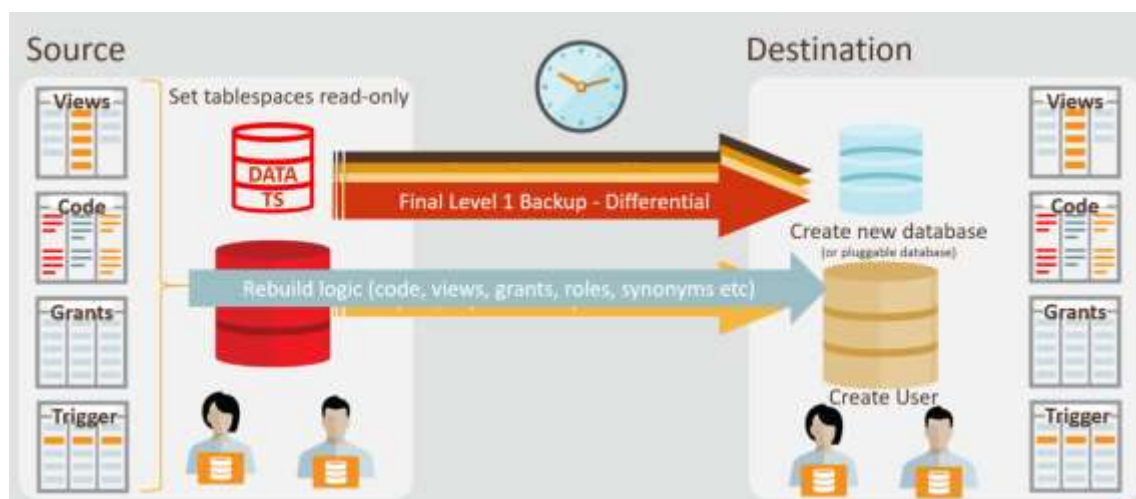 Source
Destination
Views
Set tablespaces read-only
DATA
TS
Final Level 1 Backup - Differential
Views
Code
Create new database
(or pluggable database)
Code
Rebuild logic (code, views, grants, roles, synonyms etc)
Grants
Grants
Create User
Trigger
Trigger